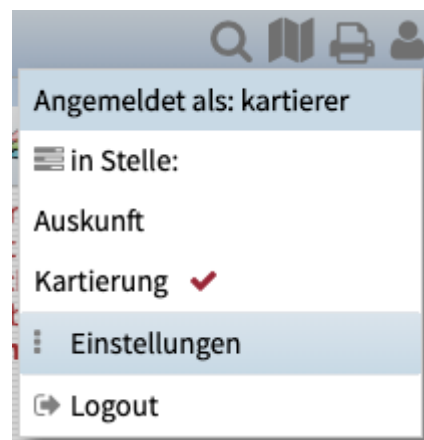 Angemeldet als: kartierer
in Stelle:
Auskunft
Kartierung
Einstellungen
Logout